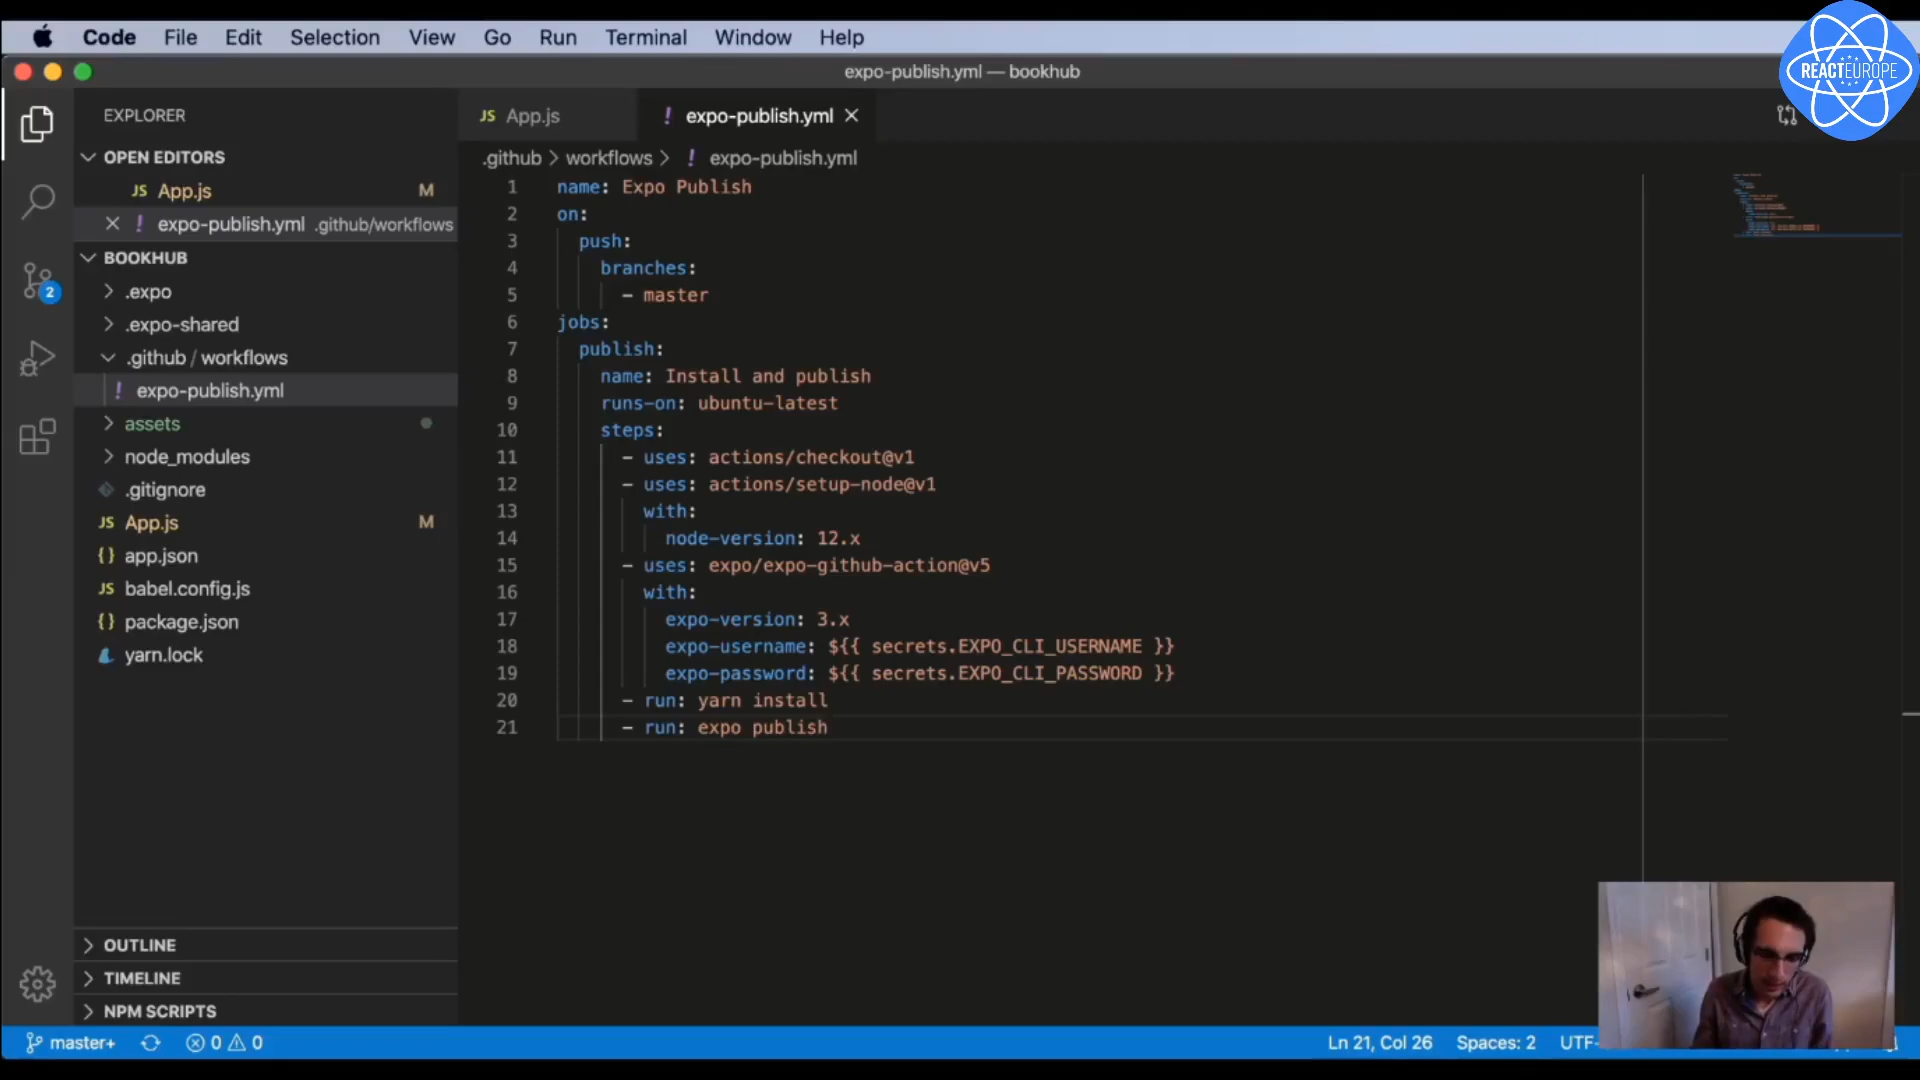 Code File Edit Selection View Go Run Terminal Window Help
expo-publish.yml — bookhub
REACTEUROPE
EXPLORER
OPEN EDITORS
JS App.js M
! expo-publish.yml .github/workflows
BOOKHUB
.expo
.expo-shared
.github / workflows
! expo-publish.yml
assets
node_modules
.gitignore
JS App.js M
{} app.json
JS babel.config.js
{} package.json
yarn.lock
OUTLINE
TIMELINE
NPM SCRIPTS
2
JS App.js ! expo-publish.yml
.github > workflows > ! expo-publish.yml
1 name: Expo Publish
2 on:
3 push:
4 branches:
5 - master
6 jobs:
7 publish:
8 name: Install and publish
9 runs-on: ubuntu-latest
10 steps:
11 - uses: actions/checkout@v1
12 - uses: actions/setup-node@v1
13 with:
14 node-version: 12.x
15 - uses: expo/expo-github-action@v5
16 with:
17 expo-version: 3.x
18 expo-username: ${{ secrets.EXPO_CLI_USERNAME }}
19 expo-password: ${{ secrets.EXPO_CLI_PASSWORD }}
20 - run: yarn install
21 - run: expo publish
master+ 0 0 Ln 21, Col 26 Spaces: 2 UTF-